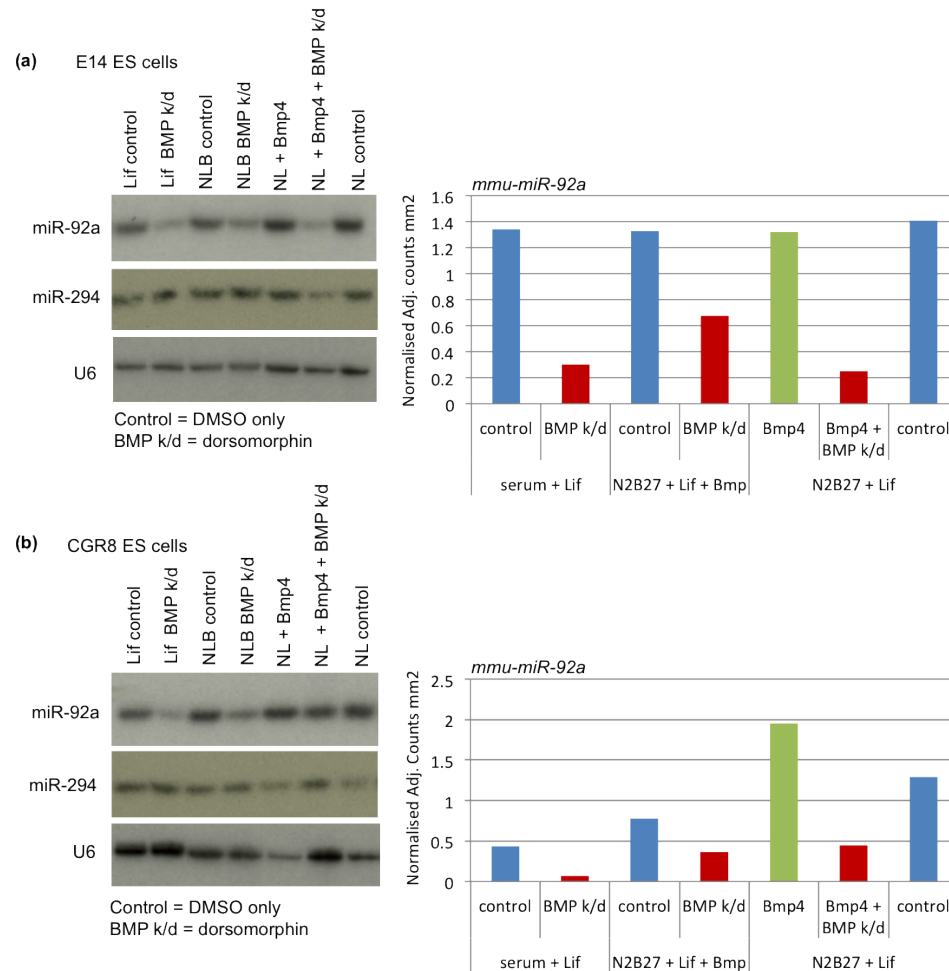 (a) E14 ES cells
Lif control
Lif BMP k/d
NLB control
NLB BMP k/d
NL + Bmp4
NL + Bmp4 + BMP k/d
NL control
miR-92a
miR-294
U6
Control = DMSO only
BMP k/d = dorsomorphin
mmu-miR-92a
Normalised Adj. counts mm2
1.6
1.4
1.2
1
0.8
0.6
0.4
0.2
0
control BMP k/d control BMP k/d Bmp4 Bmp4 + control
BMP k/d
serum + Lif N2B27 + Lif + Bmp N2B27 + Lif
(b) CGR8 ES cells
Lif control
Lif BMP k/d
NLB control
NLB BMP k/d
NL + Bmp4
NL + Bmp4 + BMP k/d
NL control
miR-92a
miR-294
U6
Control = DMSO only
BMP k/d = dorsomorphin
mmu-miR-92a
Normalised Adj. Counts mm2
2.5
2
1.5
1
0.5
0
control BMP k/d control BMP k/d Bmp4 Bmp4 + control
BMP k/d
serum + Lif N2B27 + Lif + Bmp N2B27 + Lif